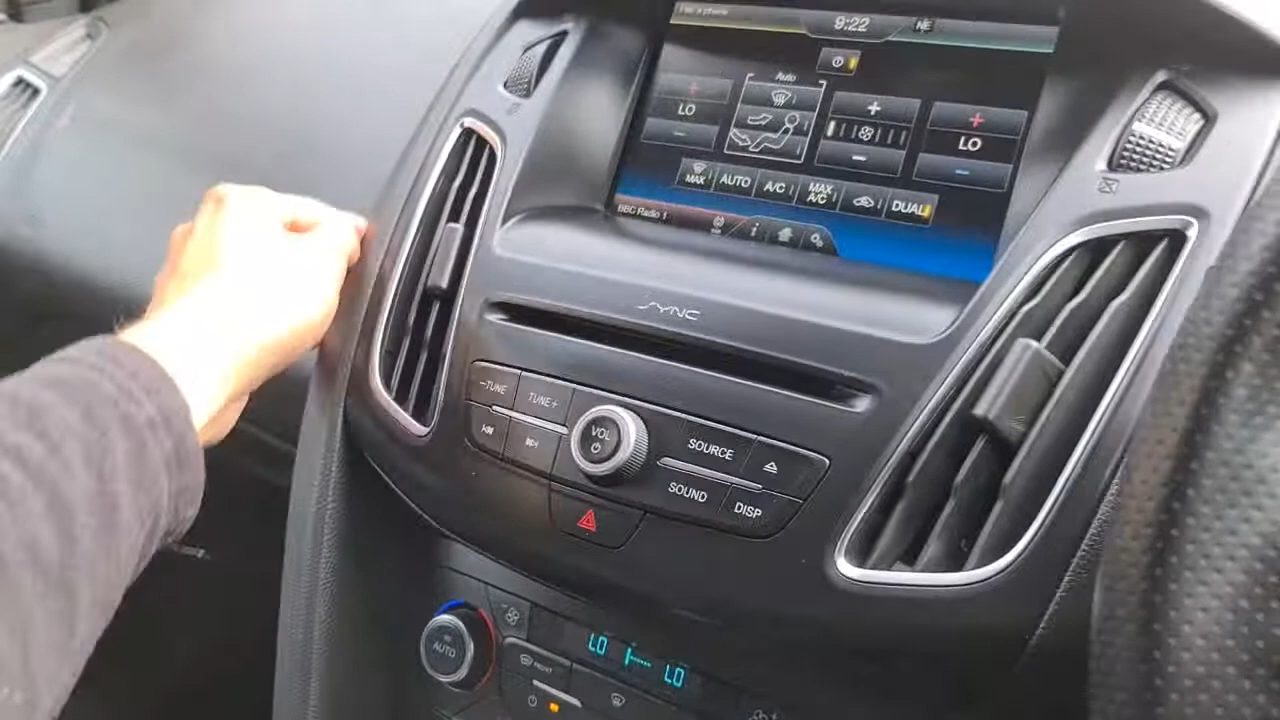 9:22
NE
Auto
LO
LO
MAX
AUTO
A/C
MAX
A/C
DUAL
BBC Radio 1
i
SYNC
–TUNE
TUNE+
VOL
SOURCE
SOUND
DISP
AUTO
LO
LO
FRONT